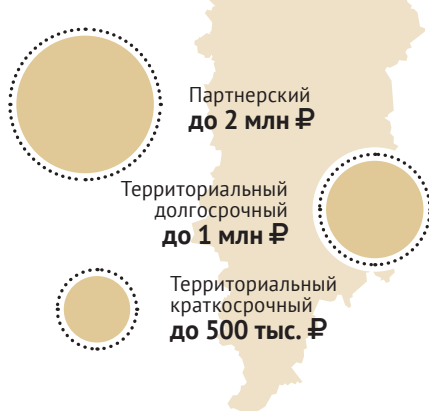 Партнерский
до 2 млн ₽
Территориальный
долгосрочный
до 1 млн ₽
Территориальный
краткосрочный
до 500 тыс. ₽